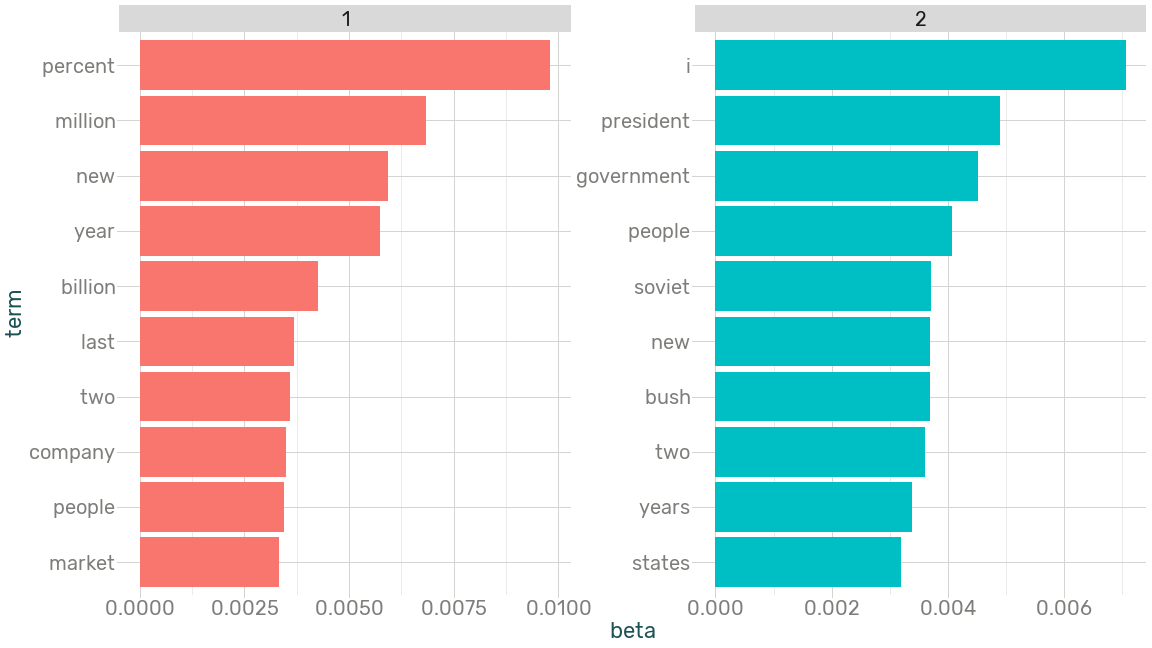 1
percent
million
new
year
billion
last
two
company
people
market
0.0000 0.0025 0.0050 0.0075 0.0100
2
i
president
government
people
soviet
new
bush
two
years
states
0.000 0.002 0.004 0.006
term
beta